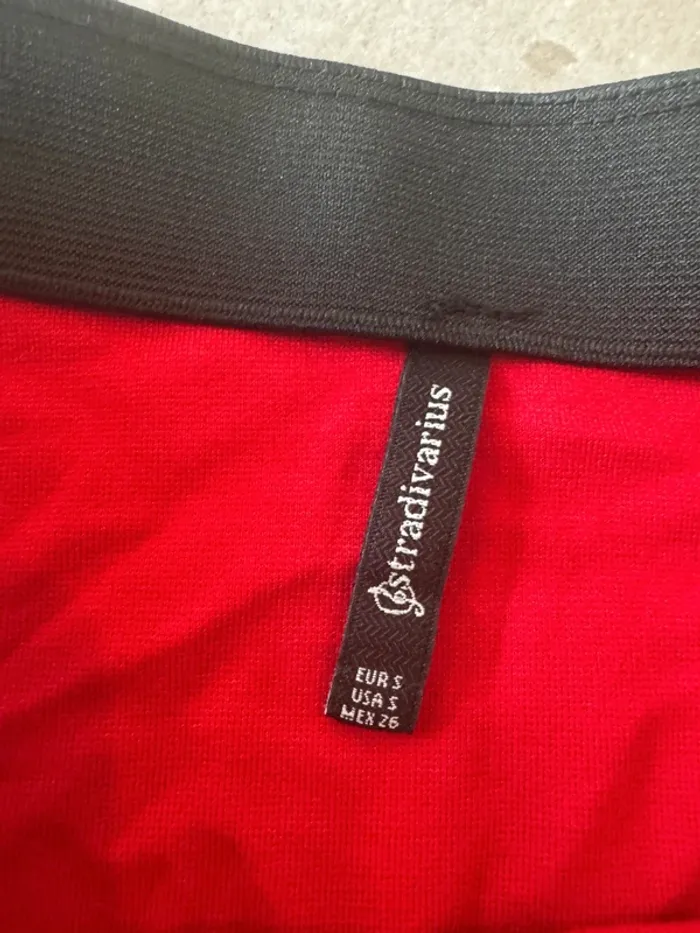 stradivarius
EUR S
USA S
MEX 26